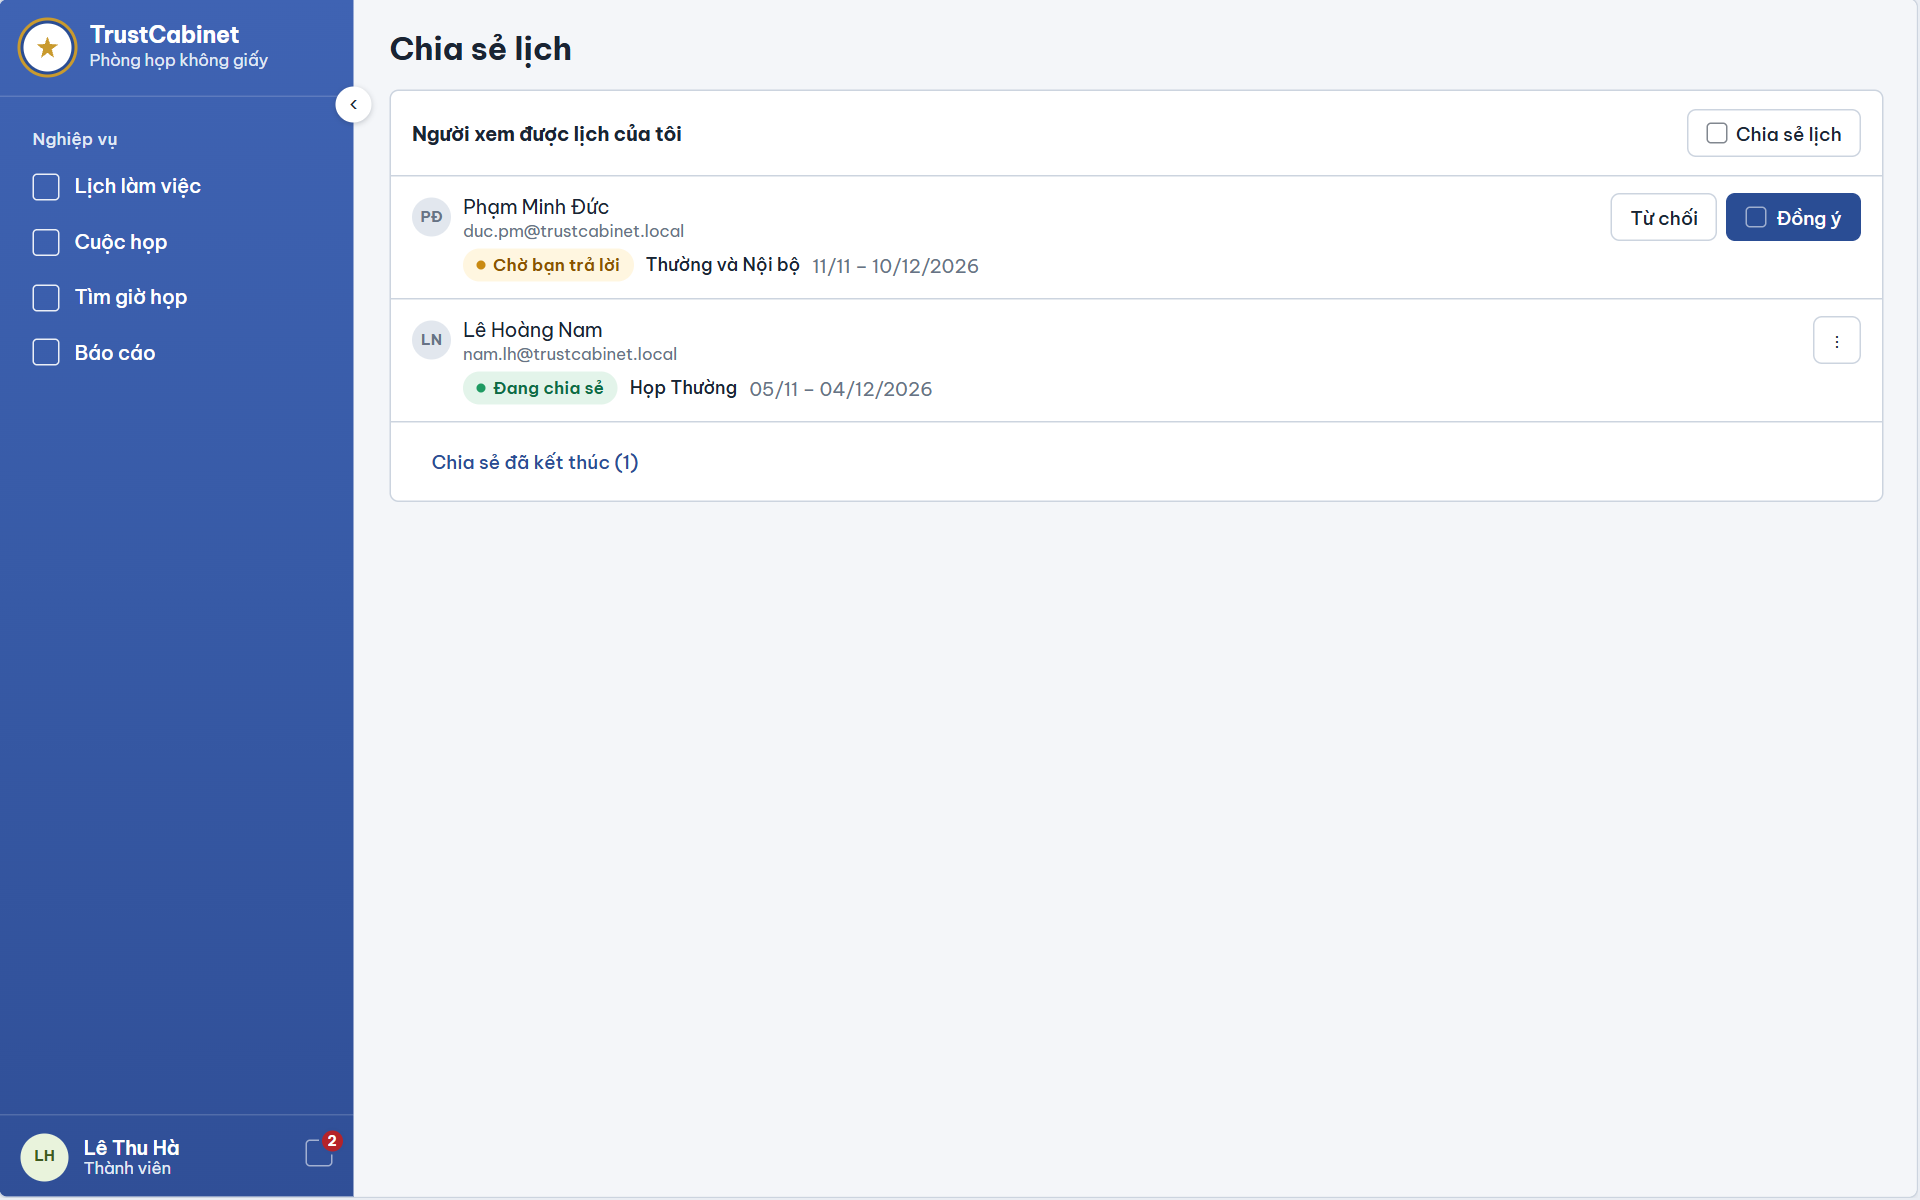 TrustCabinet
Phòng họp không giấy
Nghiệp vụ
Lịch làm việc
Cuộc họp
Tìm giờ họp
Báo cáo
LH
Lê Thu Hà
Thành viên
2
Chia sẻ lịch
Người xem được lịch của tôi
Chia sẻ lịch
PĐ
Phạm Minh Đức
duc.pm@trustcabinet.local
Chờ bạn trả lời Thường và Nội bộ 11/11 – 10/12/2026
Từ chối
Đồng ý
LN
Lê Hoàng Nam
nam.lh@trustcabinet.local
Đang chia sẻ Họp Thường 05/11 – 04/12/2026
Chia sẻ đã kết thúc (1)